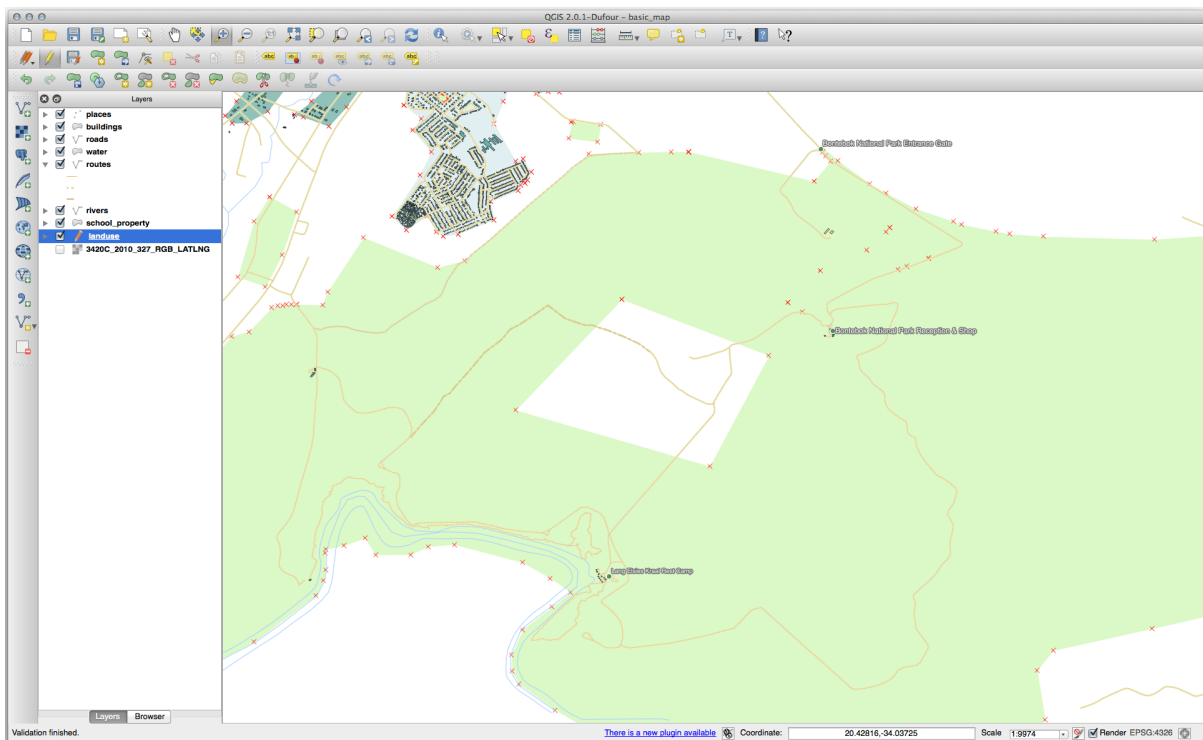 QGIS 2.0.1-Dufour – basic_map
Layers
places
buildings
roads
water
routes
rivers
school_property
landuse
3420C_2010_327_RGB_LATLNG
Bontebok National Park Entrance Gate
Bontebok National Park Reception & Shop
Lang Elsies Kraal Rest Camp
Layers
Browser
Validation finished.
There is a new plugin available
Coordinate:
20.42816,-34.03725
Scale
1:9974
Render
EPSG:4326